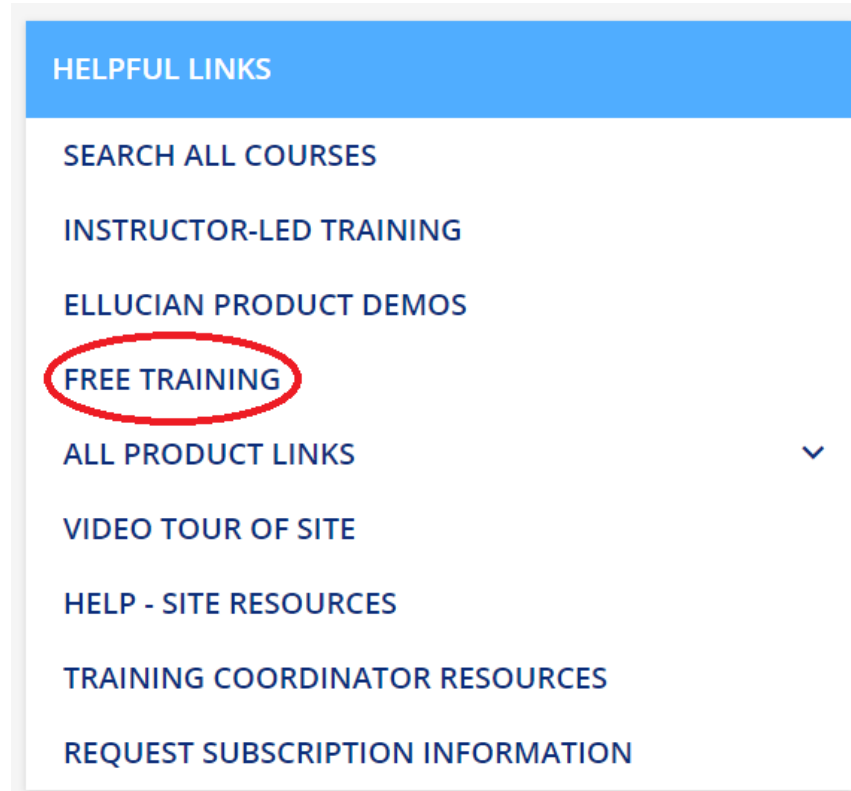 HELPFUL LINKS
SEARCH ALL COURSES
INSTRUCTOR-LED TRAINING
ELLUCIAN PRODUCT DEMOS
FREE TRAINING
ALL PRODUCT LINKS
VIDEO TOUR OF SITE
HELP - SITE RESOURCES
TRAINING COORDINATOR RESOURCES
REQUEST SUBSCRIPTION INFORMATION